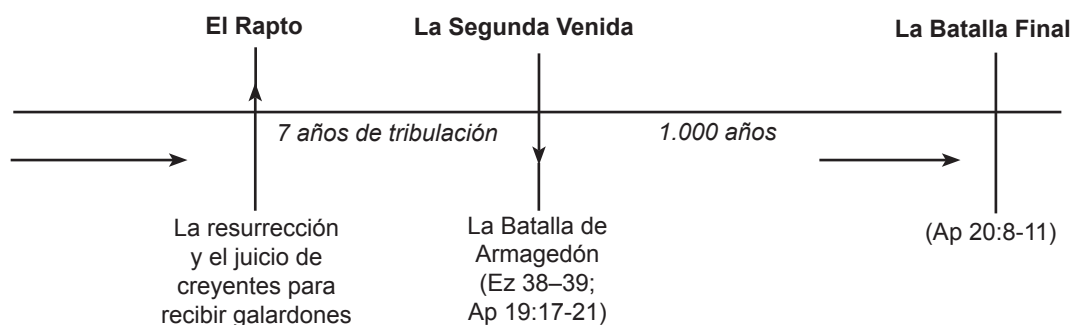 El Rapto
La Segunda Venida
La Batalla Final
7 años de tribulación
1.000 años
La resurrección
y el juicio de
creyentes para
recibir galardones
La Batalla de
Armagedón
(Ez 38–39;
Ap 19:17-21)
(Ap 20:8-11)